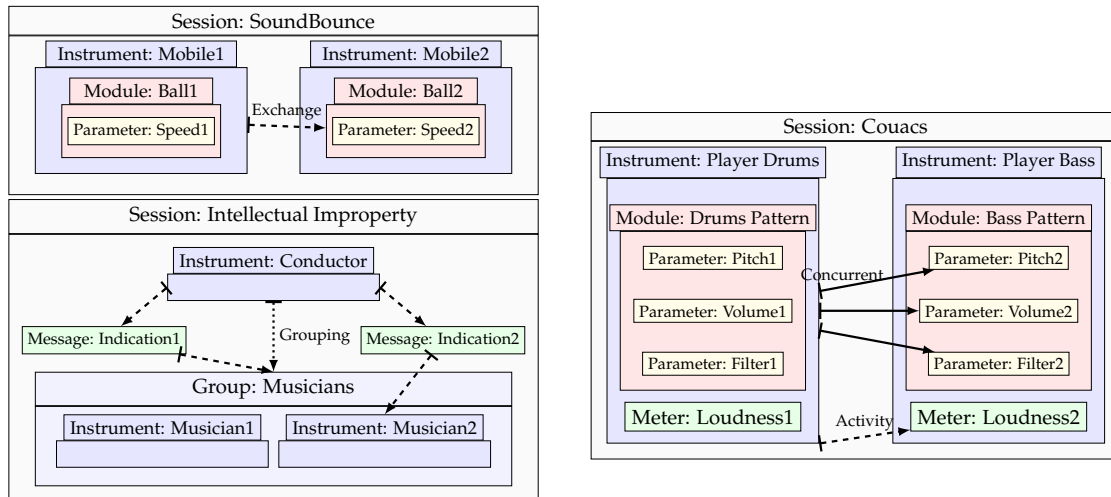 Session: SoundBounce
Instrument: Mobile1
Instrument: Mobile2
Module: Ball1
Module: Ball2
Exchange
Parameter: Speed1
Parameter: Speed2
Session: Intellectual Improperty
Instrument: Conductor
Message: Indication1
Grouping
Message: Indication2
Group: Musicians
Instrument: Musician1
Instrument: Musician2
Session: Couacs
Instrument: Player Drums
Instrument: Player Bass
Module: Drums Pattern
Module: Bass Pattern
Parameter: Pitch1
Concurrent
Parameter: Pitch2
Parameter: Volume1
Parameter: Volume2
Parameter: Filter1
Parameter: Filter2
Meter: Loudness1
Activity
Meter: Loudness2